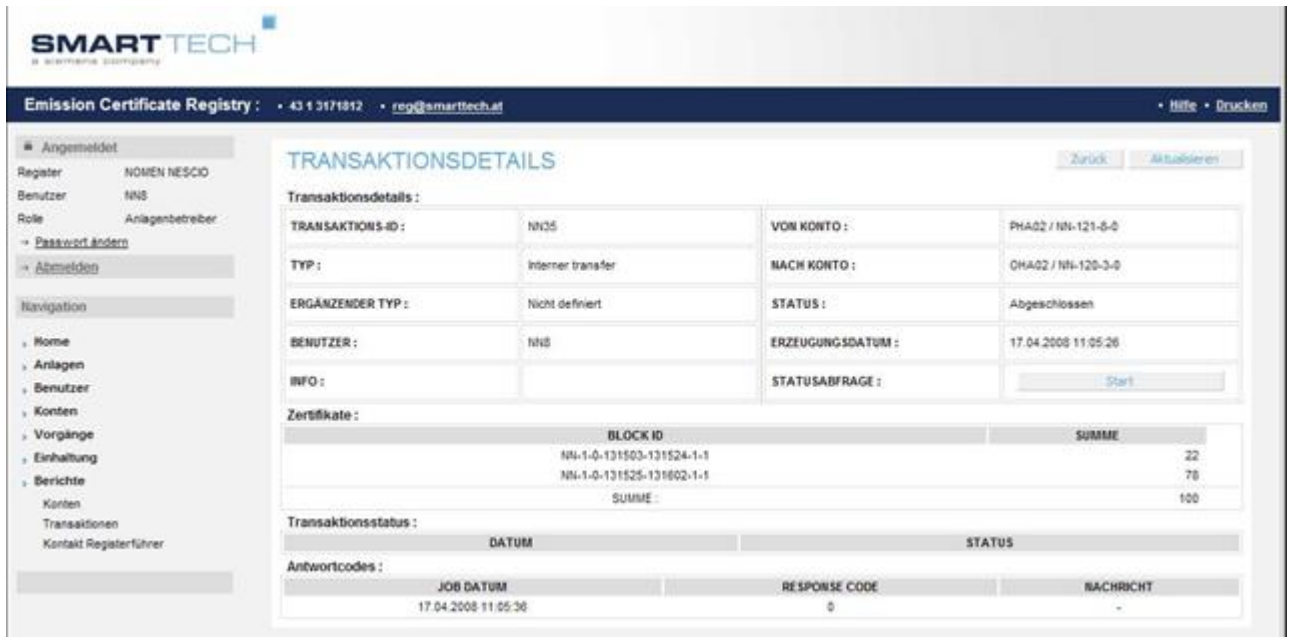 SMART TECH
a siemens company
Emission Certificate Registry : • 43 1 3171812 • reg@smarttech.at • Hilfe • Drucken
Angemeldet
Register NOMEN NESCIO
Benutzer NN8
Rolle Anlagenbetreiber
Passwort ändern
Abmelden
Navigation
Home
Anlagen
Benutzer
Konten
Vorgänge
Einhaltung
Berichte
Konten
Transaktionen
Kontakt Registerführer
TRANSAKTIONSDETAILS Zurück Aktualisieren
Transaktionsdetails :
TRANSAKTIONS-ID : NN35 VON KONTO : PHA02 / NN-121-8-0
TYP : Interner transfer NACH KONTO : OHA02 / NN-120-3-0
ERGÄNZENDER TYP : Nicht definiert STATUS : Abgeschlossen
BENUTZER : NN8 ERZEUGUNGSDATUM : 17.04.2008 11:05:26
INFO : STATUSABFRAGE : Start
Zertifikate :
BLOCK ID SUMME
NN-1-0-131503-131524-1-1 22
NN-1-0-131525-131602-1-1 78
SUMME : 100
Transaktionsstatus :
DATUM STATUS
Antwortcodes :
JOB DATUM RESPONSE CODE NACHRICHT
17.04.2008 11:05:36 0 -